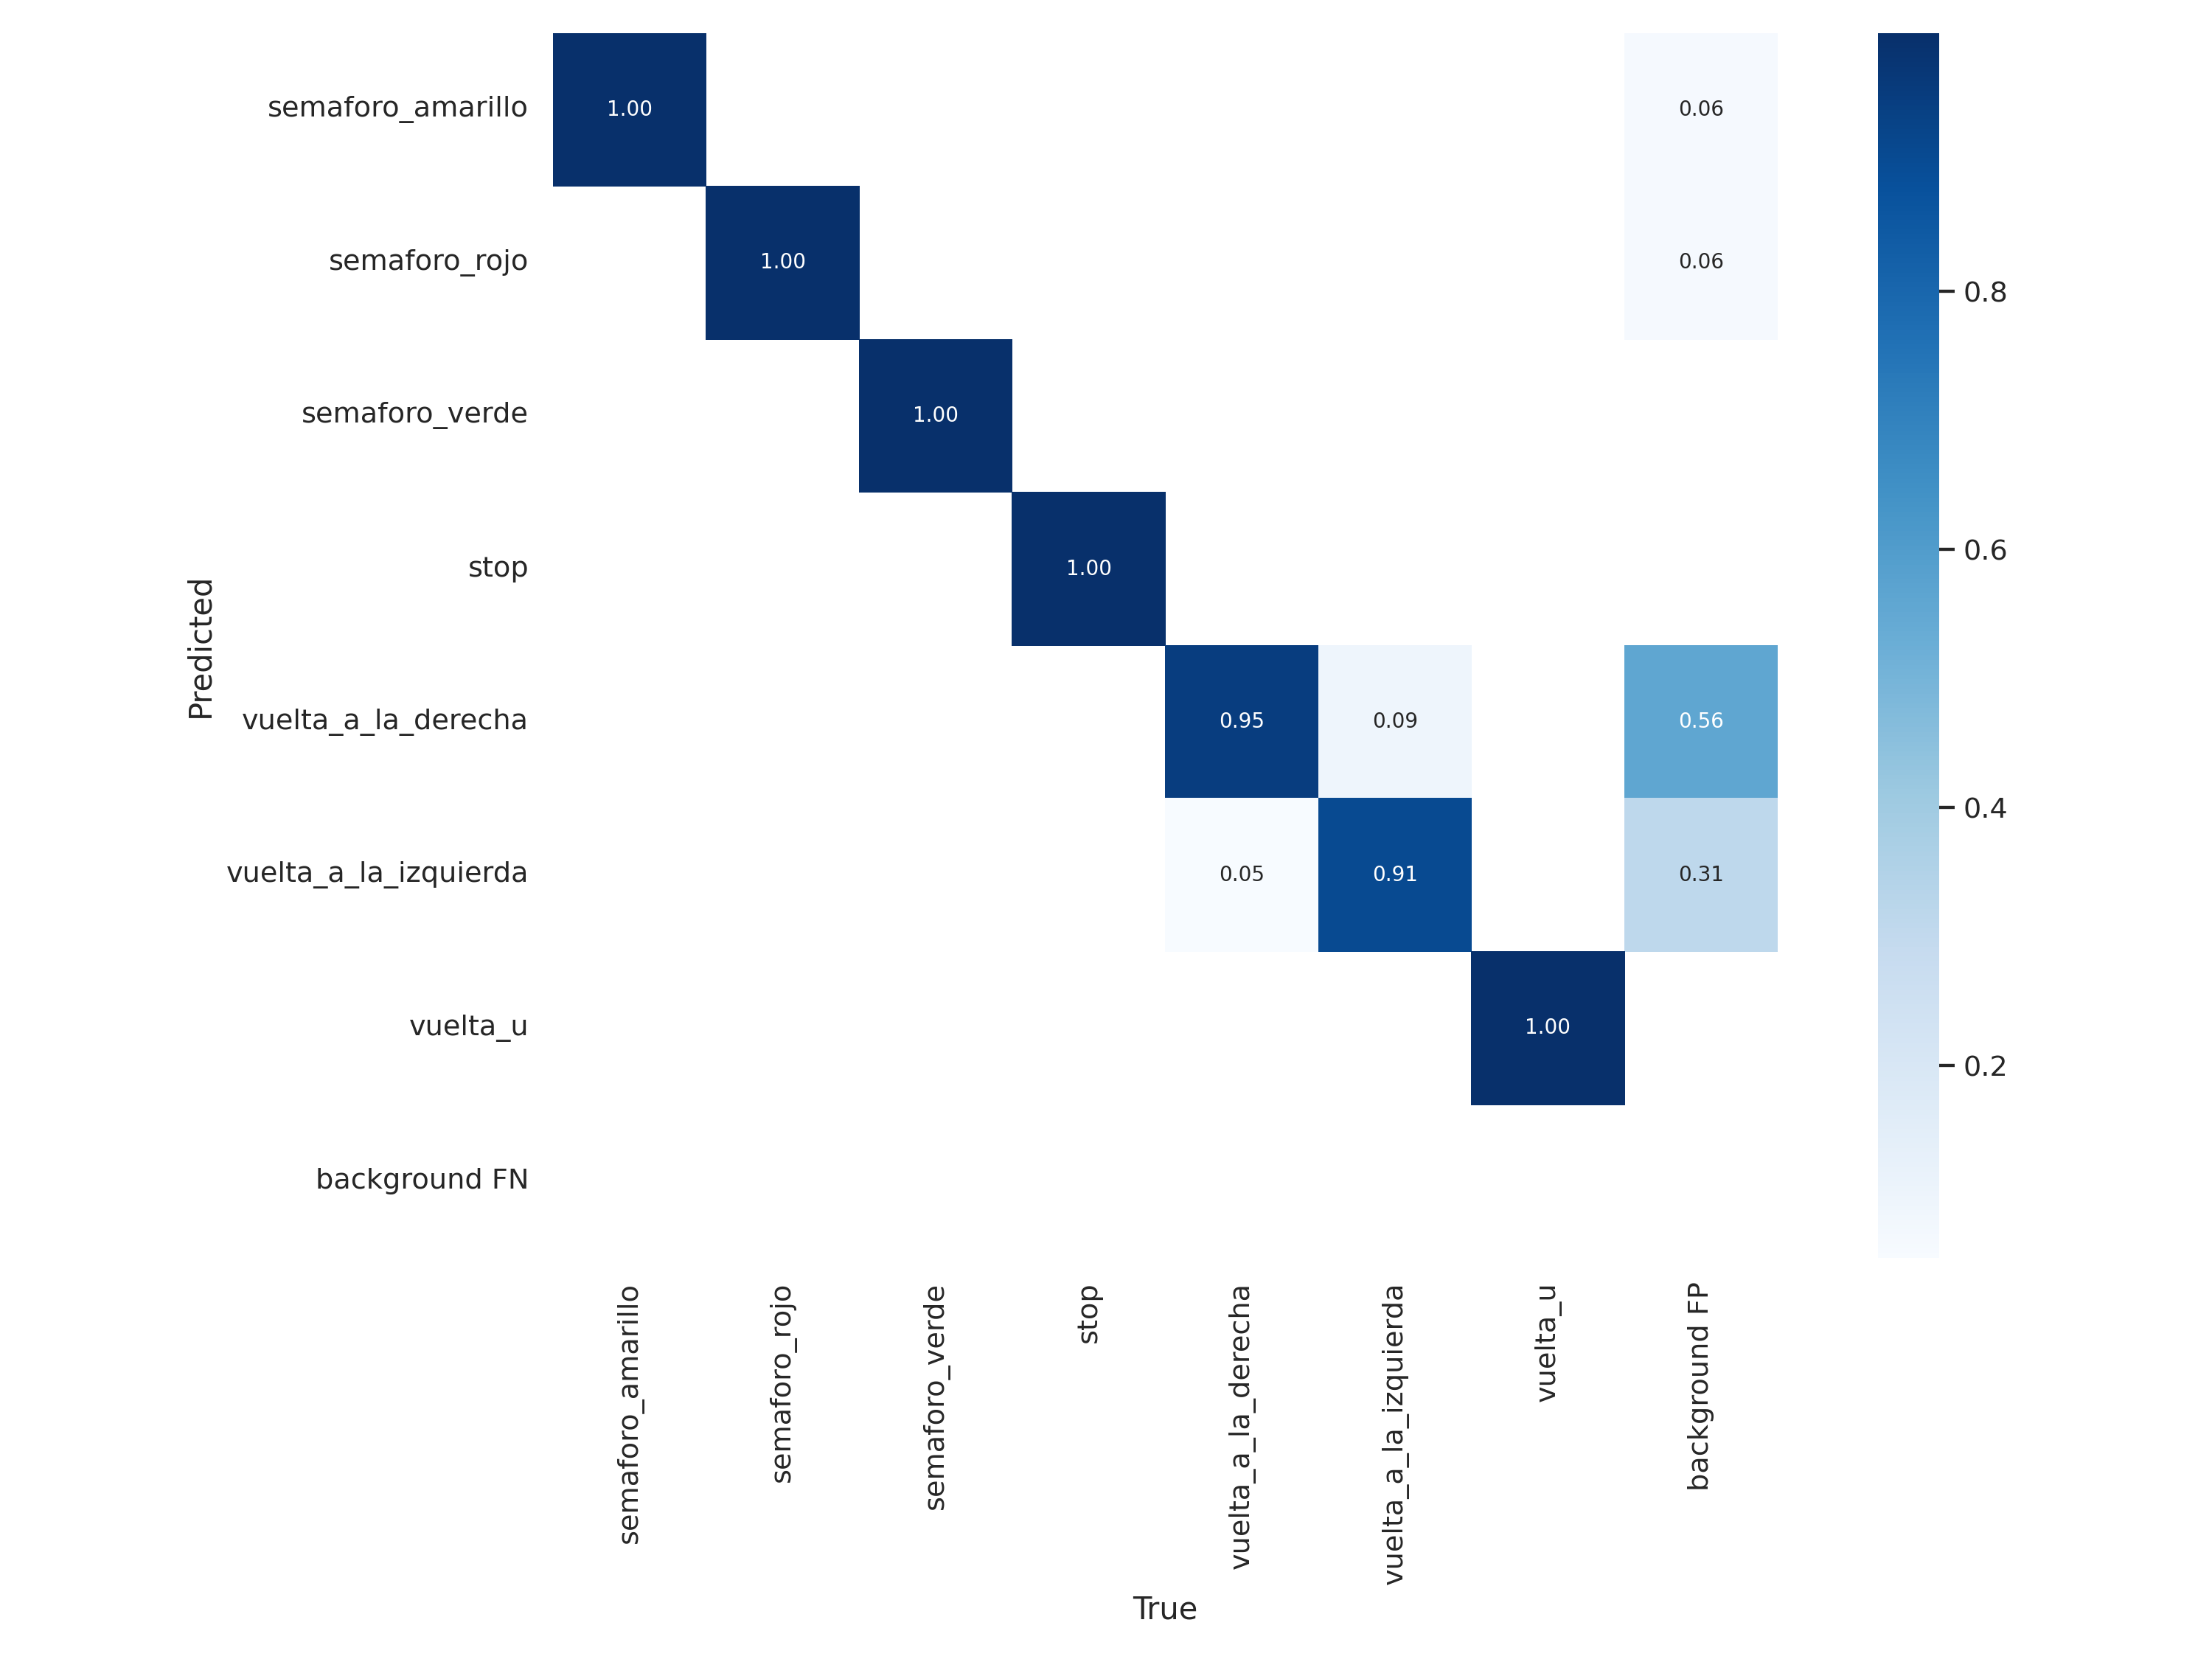 semaforo_amarillo 1.00 0.06
semaforo_rojo 1.00 0.06
semaforo_verde 1.00
stop 1.00
vuelta_a_la_derecha 0.95 0.09 0.56
vuelta_a_la_izquierda 0.05 0.91 0.31
vuelta_u 1.00
background FN
Predicted
semaforo_amarillo
semaforo_rojo
semaforo_verde
stop
vuelta_a_la_derecha
vuelta_a_la_izquierda
vuelta_u
background FP
True
0.8
0.6
0.4
0.2